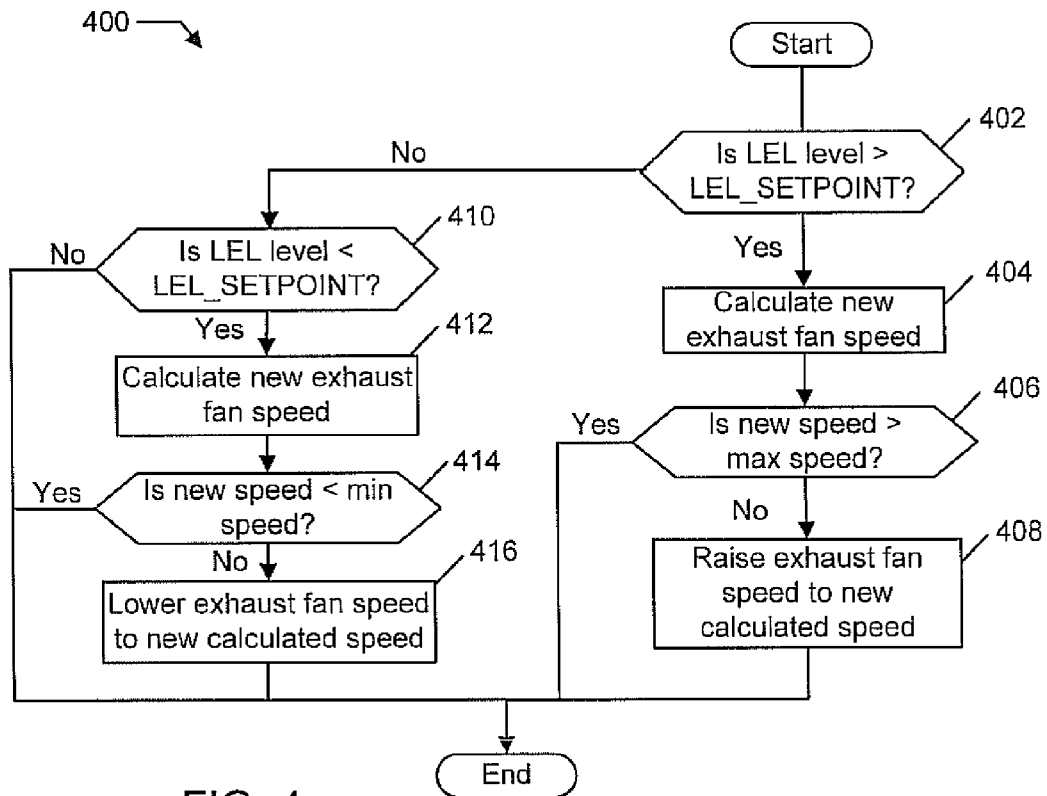 400
Start
402
Is LEL level >
LEL_SETPOINT?
No
Yes
410
Is LEL level <
LEL_SETPOINT?
No
Yes
404
Calculate new
exhaust fan speed
412
Calculate new exhaust
fan speed
406
Is new speed >
max speed?
Yes
No
414
Is new speed < min
speed?
Yes
No
408
Raise exhaust fan
speed to new
calculated speed
416
Lower exhaust fan speed
to new calculated speed
End